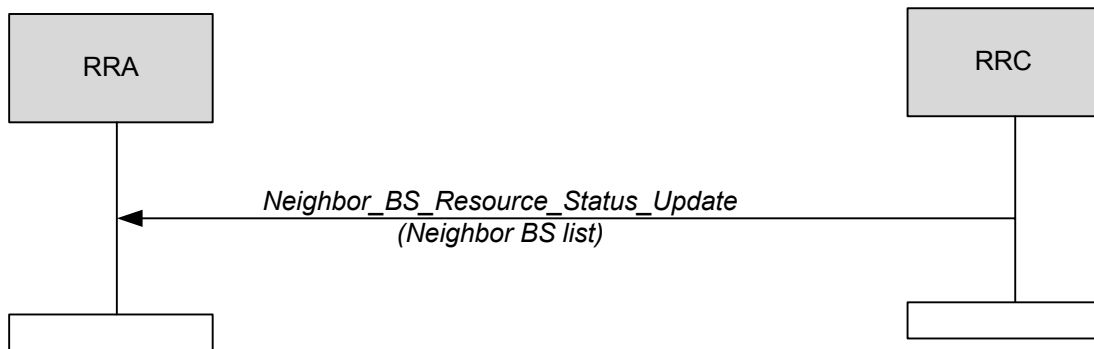 RRA
RRC
Neighbor_BS_Resource_Status_Update
(Neighbor BS list)